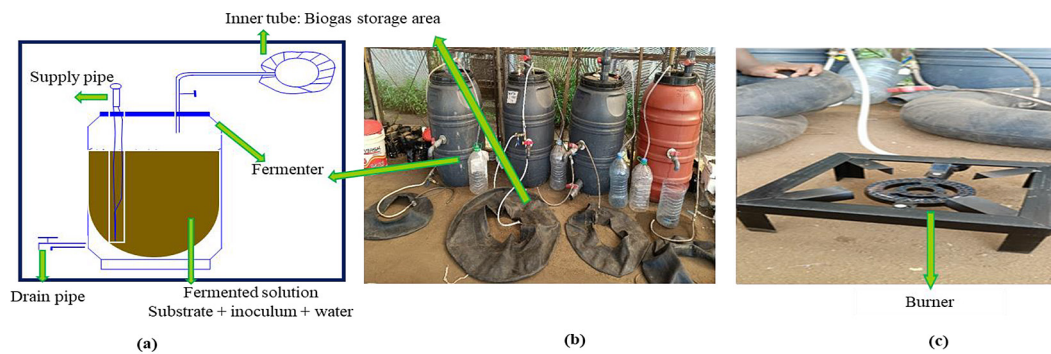 Inner tube: Biogas storage area
Supply pipe
Fermenter
Drain pipe
Fermented solution
Substrate + inoculum + water
Burner
(a)
(b)
(c)